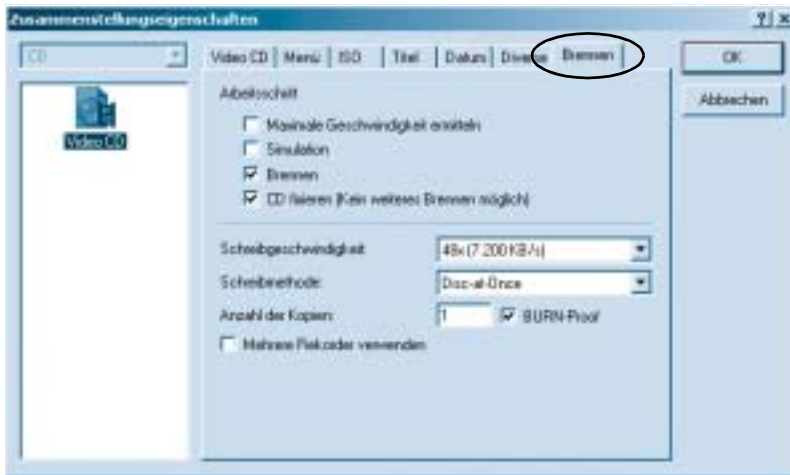 Zusammenstellungseigenschaften
CD
Video CD
Video CD Menü ISO Titel Datum Diverse Brennen
Arbeitsschritt
Maximale Geschwindigkeit ermitteln
Simulation
Brennen
CD fixieren (Kein weiteres Brennen möglich)
Schreibgeschwindigkeit
48x (7.200 KB/s)
Schreibmethode:
Disc-at-Once
Anzahl der Kopien:
1
BURN-Proof
Mehrere Rekorder verwenden
OK
Abbrechen